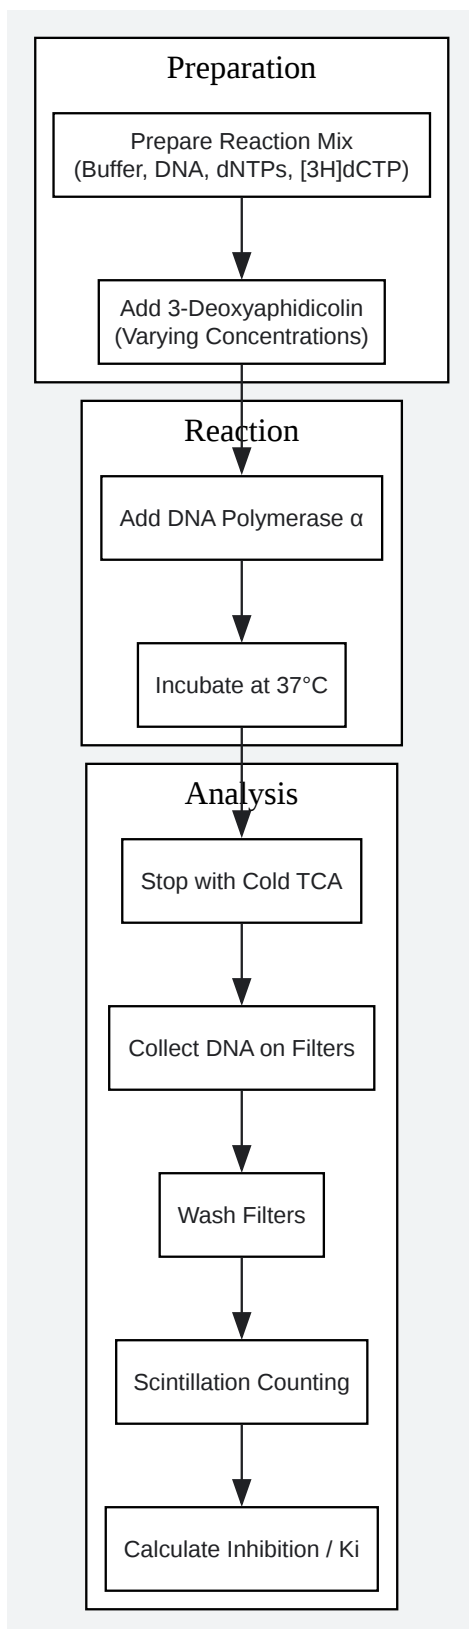 Preparation
Prepare Reaction Mix
(Buffer, DNA, dNTPs, [3H]dCTP)
Add 3-Deoxyaphidicolin
(Varying Concentrations)
Reaction
Add DNA Polymerase α
Incubate at 37°C
Analysis
Stop with Cold TCA
Collect DNA on Filters
Wash Filters
Scintillation Counting
Calculate Inhibition / Ki